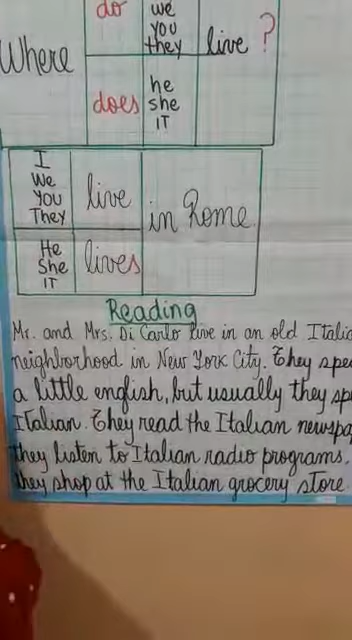 do we
you
they
Where live ?
does he
she
IT
I
We
You
They
live
in Rome
He
She
IT
lives
Reading
Mr. and Mrs. Di Carlo live in an old Italia
neighborhood in New York City. They spea
a little english, but usually they sp
Italian. They read the Italian newspa
they listen to Italian radio programs.
they shop at the Italian grocery store